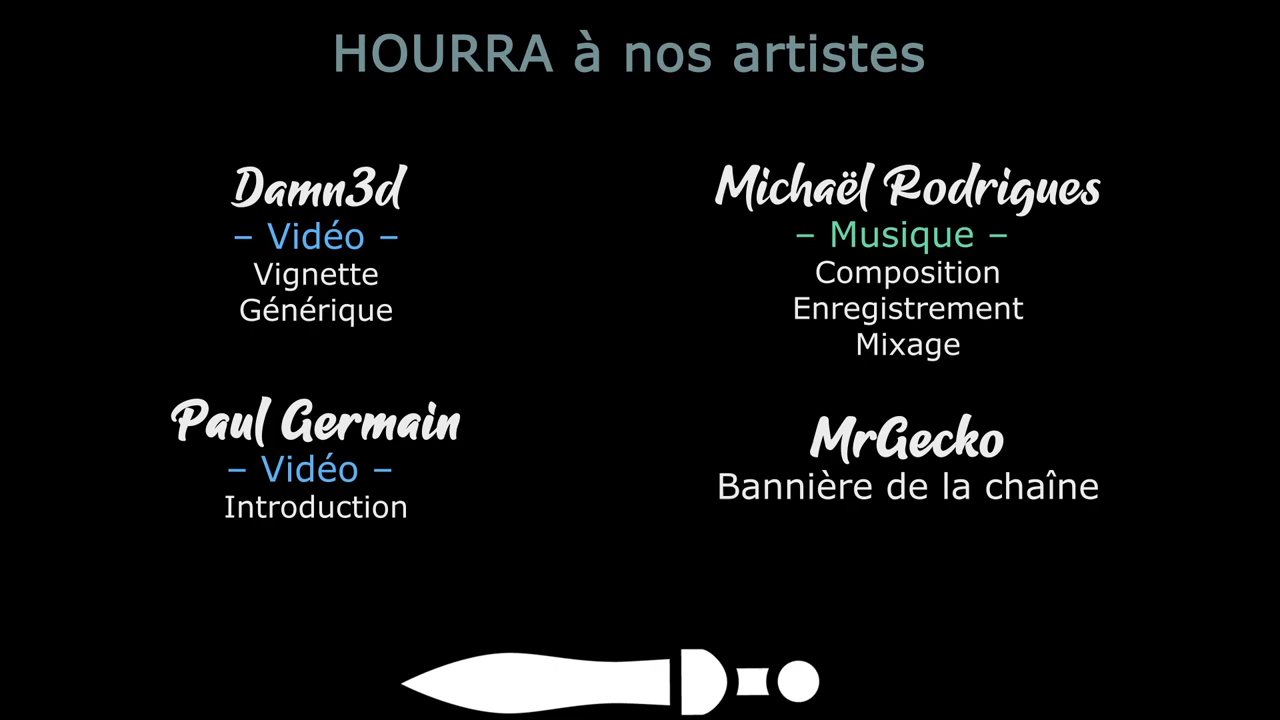 HOURRA à nos artistes
Damn3d
– Vidéo –
Vignette
Générique
Michaël Rodrigues
– Musique –
Composition
Enregistrement
Mixage
Paul Germain
– Vidéo –
Introduction
MrGecko
Bannière de la chaîne